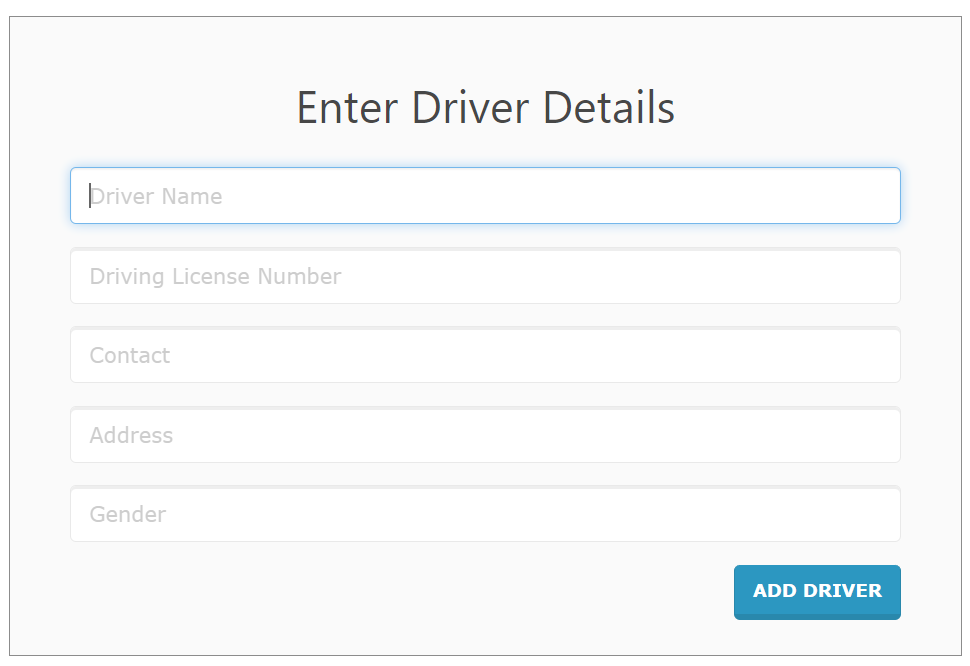 Enter Driver Details
Driver Name
Driving License Number
Contact
Address
Gender
ADD DRIVER